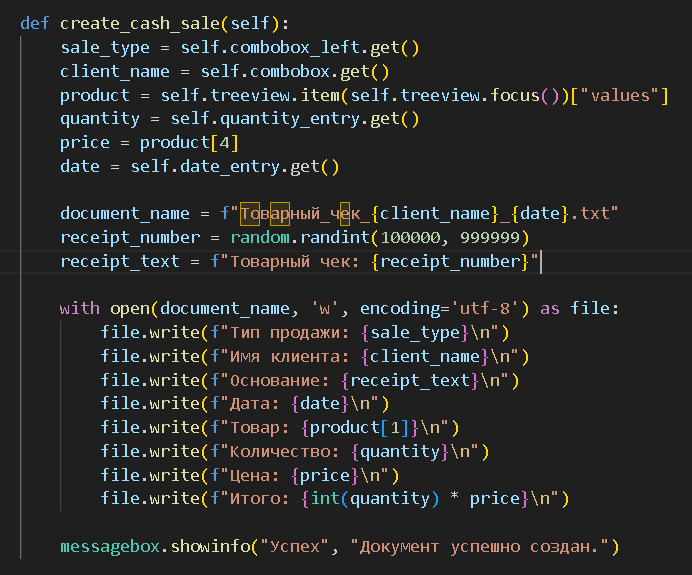 def create_cash_sale(self):
    sale_type = self.combobox_left.get()
    client_name = self.combobox.get()
    product = self.treeview.item(self.treeview.focus())["values"]
    quantity = self.quantity_entry.get()
    price = product[4]
    date = self.date_entry.get()

    document_name = f"Товарный_чек_{client_name}_{date}.txt"
    receipt_number = random.randint(100000, 999999)
    receipt_text = f"Товарный чек: {receipt_number}"

    with open(document_name, 'w', encoding='utf-8') as file:
        file.write(f"Тип продажи: {sale_type}\n")
        file.write(f"Имя клиента: {client_name}\n")
        file.write(f"Основание: {receipt_text}\n")
        file.write(f"Дата: {date}\n")
        file.write(f"Товар: {product[1]}\n")
        file.write(f"Количество: {quantity}\n")
        file.write(f"Цена: {price}\n")
        file.write(f"Итого: {int(quantity) * price}\n")

    messagebox.showinfo("Успех", "Документ успешно создан.")